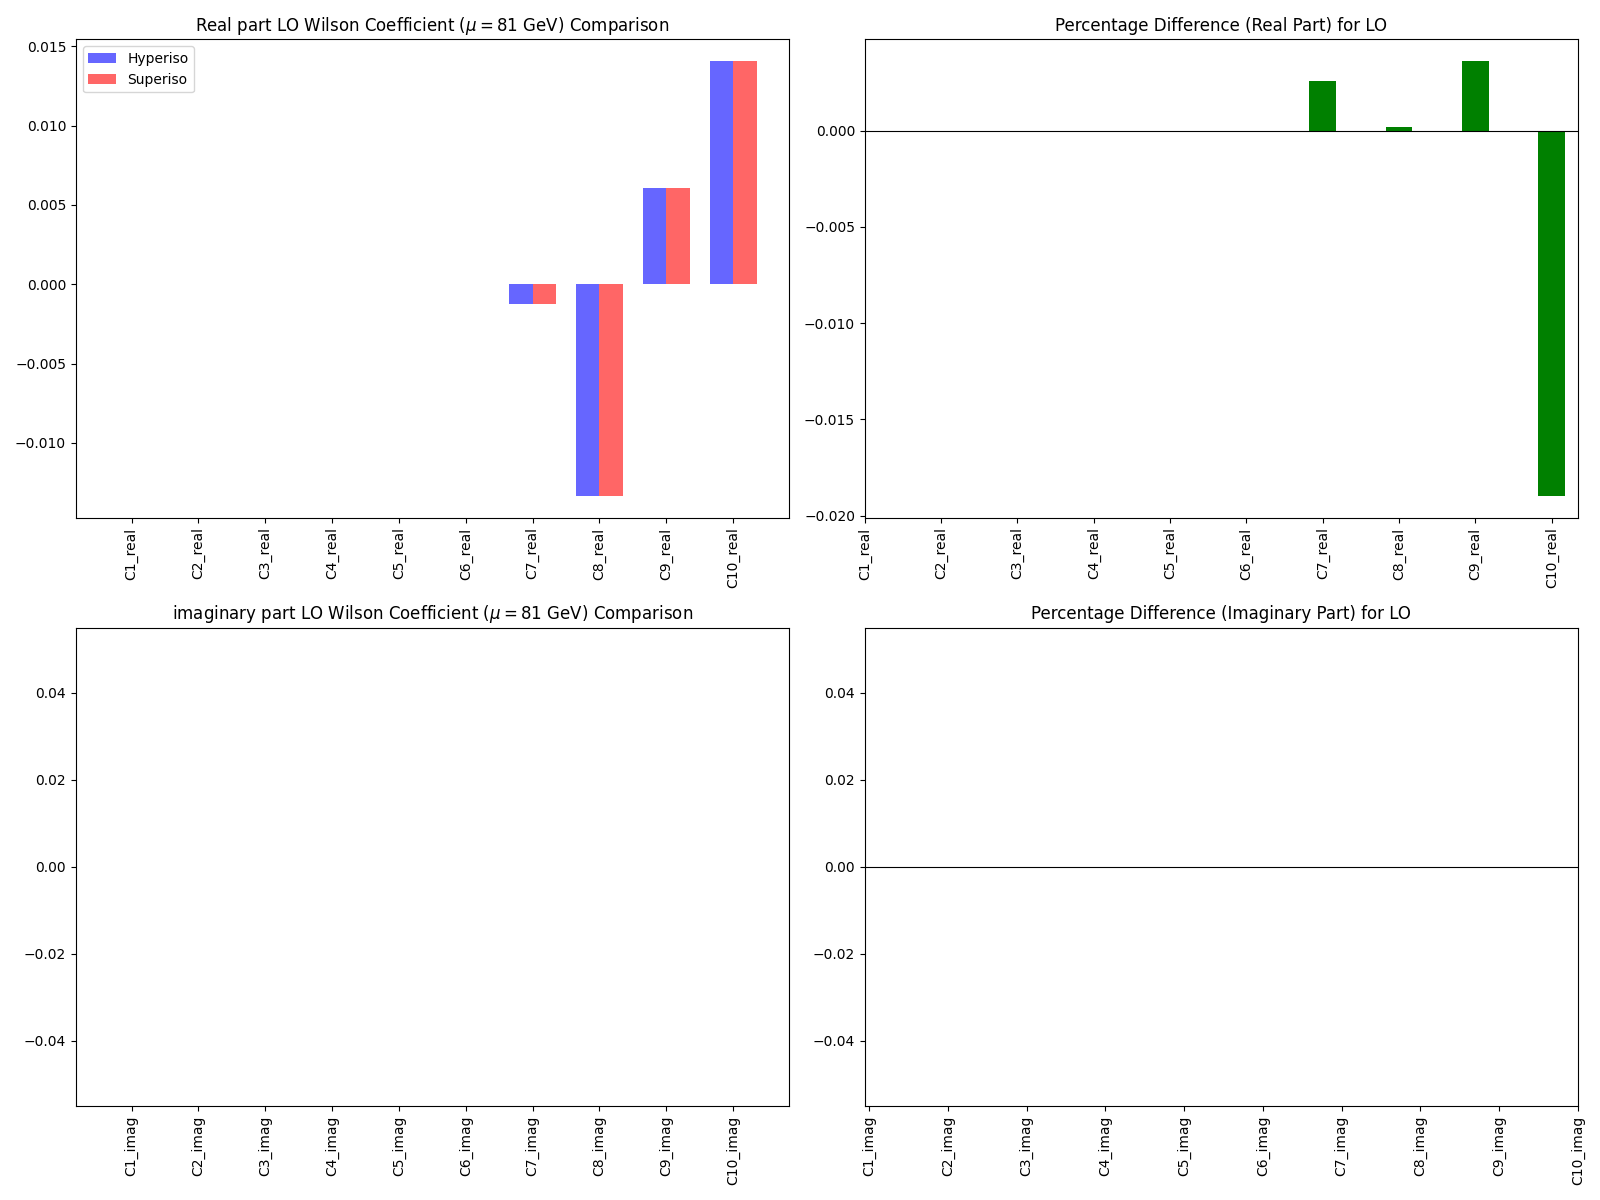 Real part LO Wilson Coefficient (μ = 81 GeV) Comparison
Hyperiso
Superiso
0.015
0.010
0.005
0.000
−0.005
−0.010
C1_real
C2_real
C3_real
C4_real
C5_real
C6_real
C7_real
C8_real
C9_real
C10_real
Percentage Difference (Real Part) for LO
0.000
−0.005
−0.010
−0.015
−0.020
C1_real
C2_real
C3_real
C4_real
C5_real
C6_real
C7_real
C8_real
C9_real
C10_real
imaginary part LO Wilson Coefficient (μ = 81 GeV) Comparison
0.04
0.02
0.00
−0.02
−0.04
C1_imag
C2_imag
C3_imag
C4_imag
C5_imag
C6_imag
C7_imag
C8_imag
C9_imag
C10_imag
Percentage Difference (Imaginary Part) for LO
0.04
0.02
0.00
−0.02
−0.04
C1_imag
C2_imag
C3_imag
C4_imag
C5_imag
C6_imag
C7_imag
C8_imag
C9_imag
C10_imag